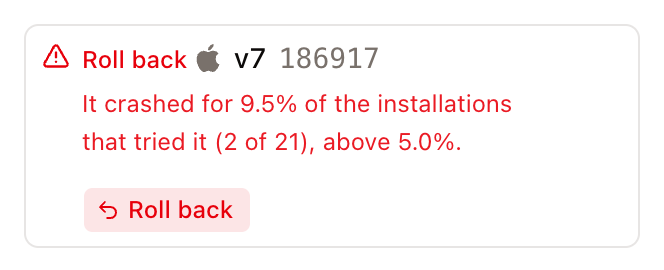 Roll back v7 186917
It crashed for 9.5% of the installations
that tried it (2 of 21), above 5.0%.
Roll back